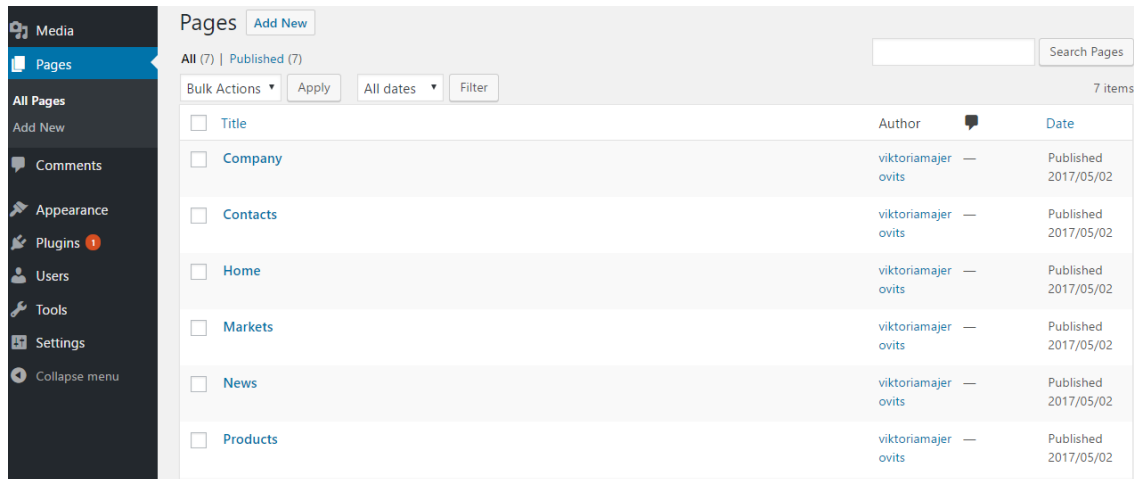 Media
Pages
All Pages
Add New
Comments
Appearance
Plugins 1
Users
Tools
Settings
Collapse menu
Pages Add New
All (7) | Published (7)
Search Pages
Bulk Actions Apply All dates Filter 7 items
Title Author Date
Company viktoriamajer — Published
ovits 2017/05/02
Contacts viktoriamajer — Published
ovits 2017/05/02
Home viktoriamajer — Published
ovits 2017/05/02
Markets viktoriamajer — Published
ovits 2017/05/02
News viktoriamajer — Published
ovits 2017/05/02
Products viktoriamajer — Published
ovits 2017/05/02